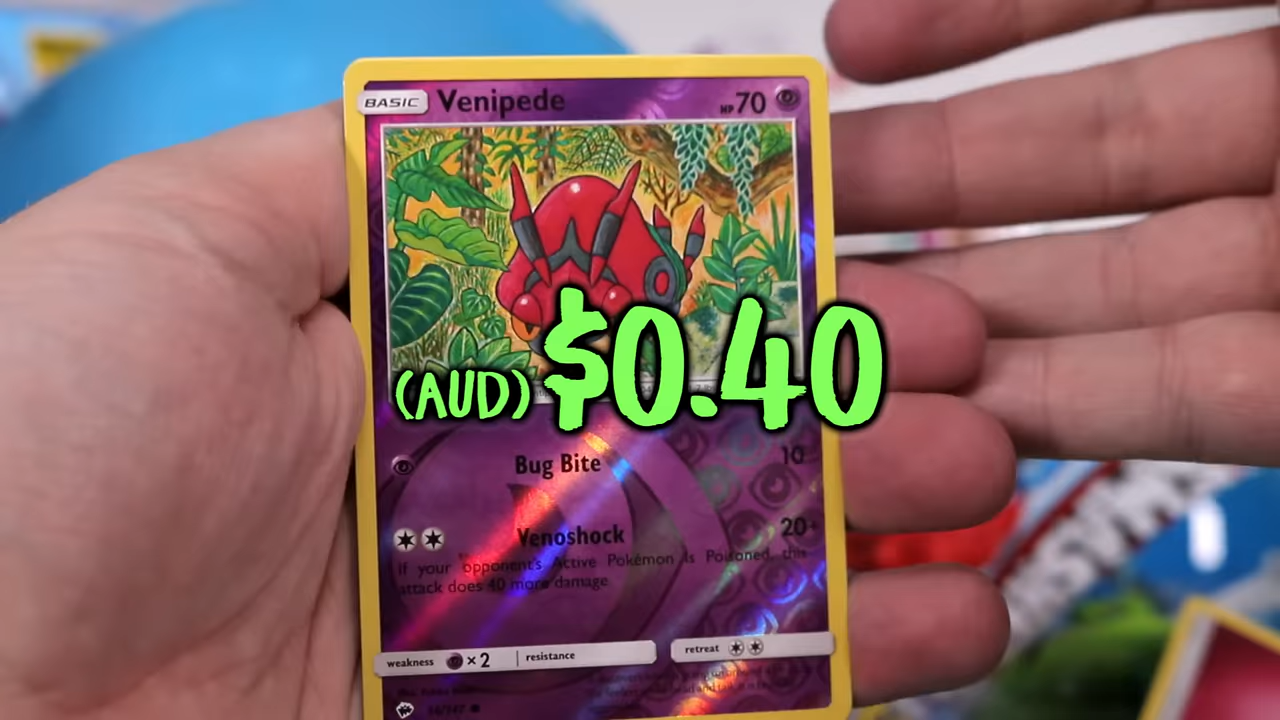 BASIC Venipede HP70
(AUD) $0.40
Bug Bite 10
Venoshock 20+
If your opponent's Active Pokémon is Poisoned, this
attack does 40 more damage.
weakness ×2 resistance
retreat